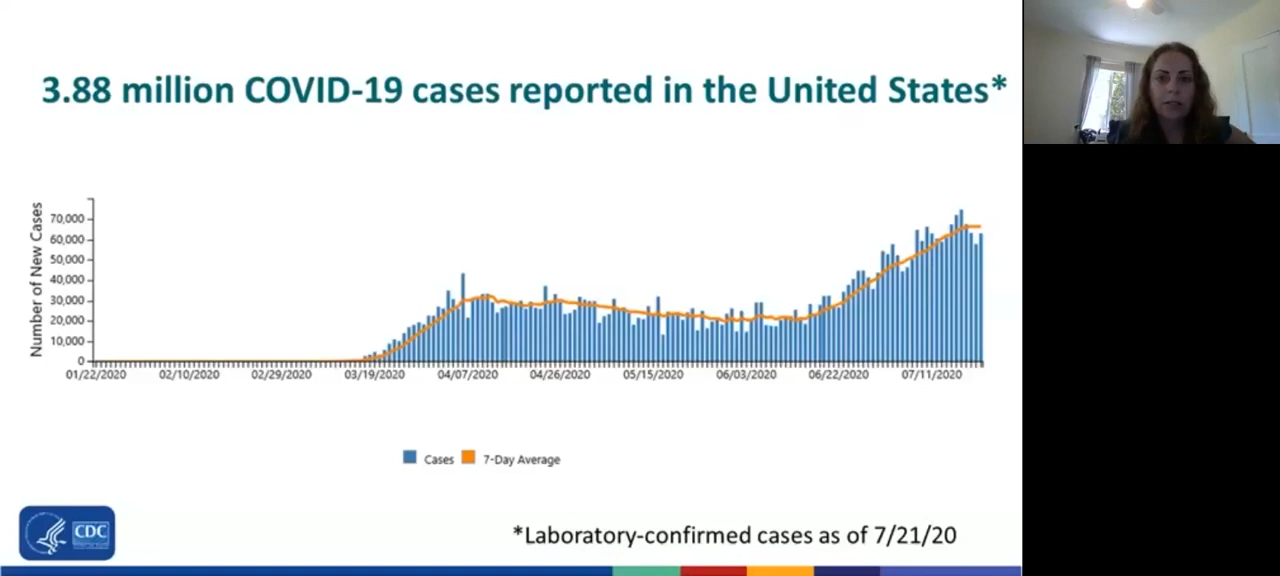 3.88 million COVID-19 cases reported in the United States*
Number of New Cases
70,000
60,000
50,000
40,000
30,000
20,000
10,000
0
01/22/2020 02/10/2020 02/29/2020 03/19/2020 04/07/2020 04/26/2020 05/15/2020 06/03/2020 06/22/2020 07/11/2020
Cases 7-Day Average
CDC
*Laboratory-confirmed cases as of 7/21/20